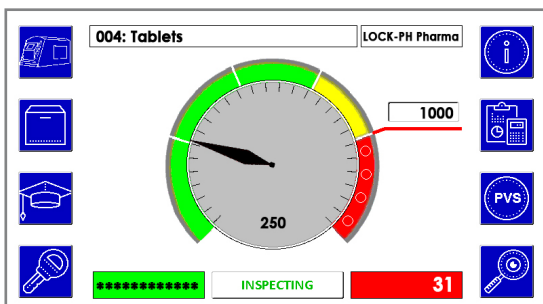 004: Tablets
LOCK-PH Pharma
1000
PVS
250
************
INSPECTING
31